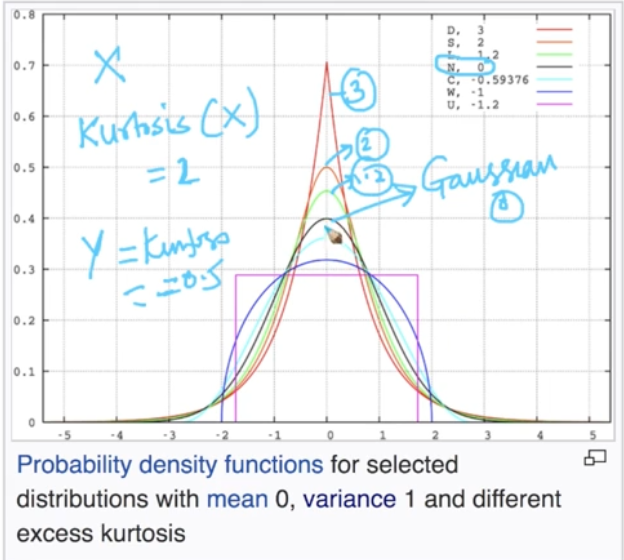 0.8
0.7
0.6
0.5
0.4
0.3
0.2
0.1
0
-5 -4 -3 -2 -1 0 1 2 3 4 5
D, 3
S, 2
L, 1.2
N, 0
C, -0.59376
W, -1
U, -1.2
X
Kurtosis (X)
= 2
Y = Kurtoso
= -0.5
3
2
1.2
Gaussian
0
Probability density functions for selected
distributions with mean 0, variance 1 and different
excess kurtosis